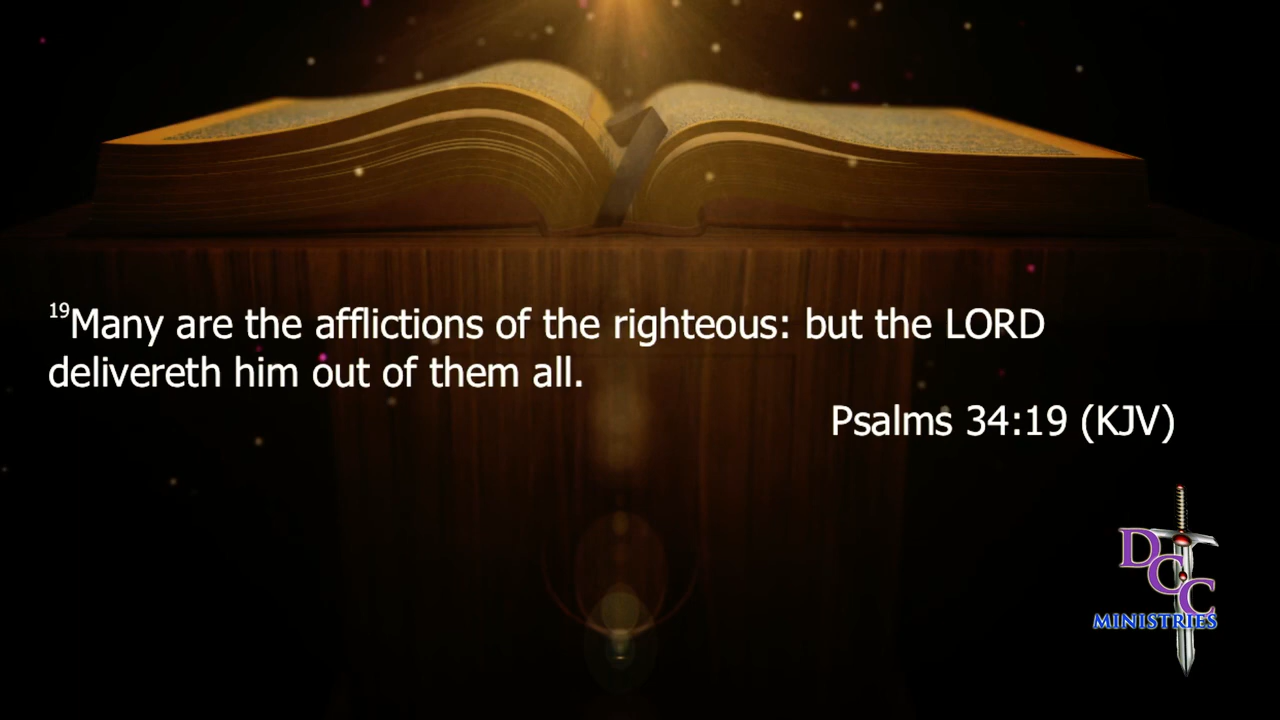 19Many are the afflictions of the righteous: but the LORD
delivereth him out of them all.
Psalms 34:19 (KJV)
DCC
MINISTRIES